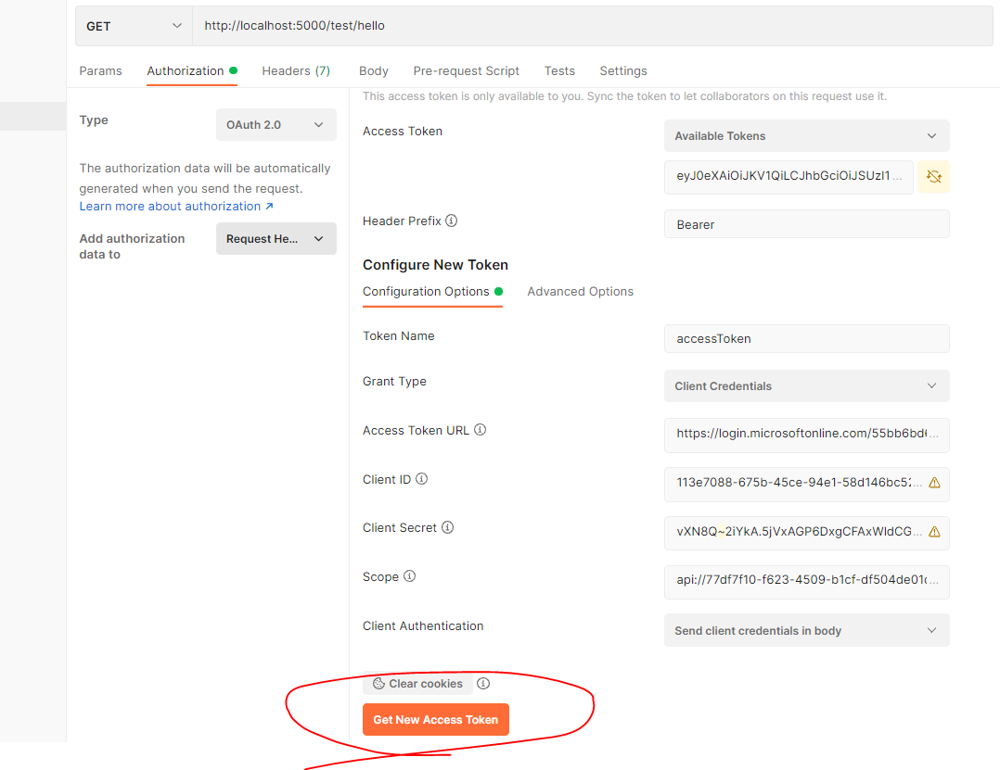 GET http://localhost:5000/test/hello
Params Authorization Headers (7) Body Pre-request Script Tests Settings
This access token is only available to you. Sync the token to let collaborators on this request use it.
Type OAuth 2.0
The authorization data will be automatically
generated when you send the request.
Learn more about authorization ↗
Add authorization
data to
Request He...
Access Token Available Tokens
eyJ0eXAiOiJKV1QiLCJhbGciOiJSUzI1...
Header Prefix Bearer
Configure New Token
Configuration Options Advanced Options
Token Name accessToken
Grant Type Client Credentials
Access Token URL https://login.microsoftonline.com/55bb6bd6...
Client ID 113e7088-675b-45ce-94e1-58d146bc52...
Client Secret vXN8Q~2iYkA.5jVxAGP6DxgCFAxWIdCG...
Scope api://77df7f10-f623-4509-b1cf-df504de01c...
Client Authentication Send client credentials in body
Clear cookies
Get New Access Token